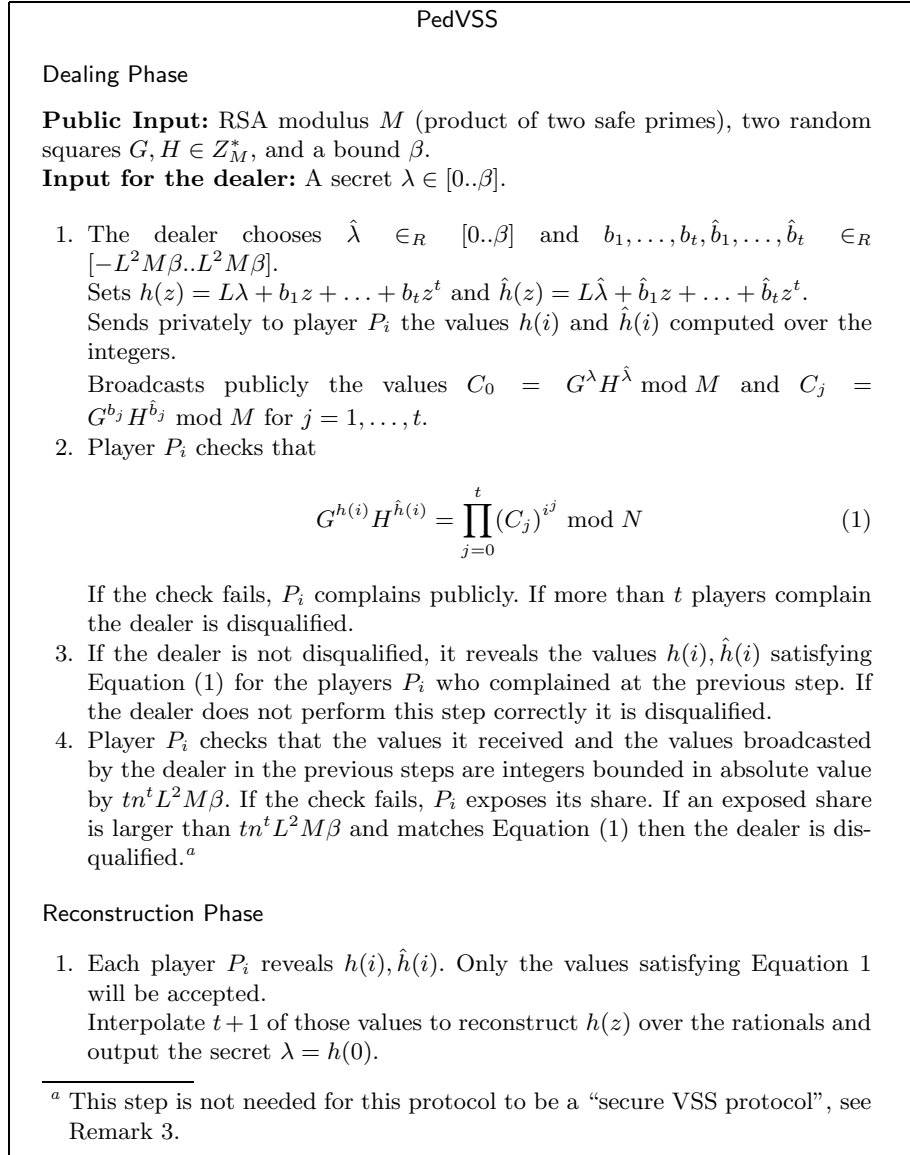 PedVSS
Dealing Phase
Public Input: RSA modulus M (product of two safe primes), two random
squares G, H ∈ Z*_M, and a bound β.
Input for the dealer: A secret λ ∈ [0..β].
1. The dealer chooses λ̂ ∈_R [0..β] and b_1, . . . , b_t, b̂_1, . . . , b̂_t ∈_R
[−L²Mβ..L²Mβ].
Sets h(z) = Lλ + b_1z + . . . + b_tz^t and ĥ(z) = Lλ̂ + b̂_1z + . . . + b̂_tz^t.
Sends privately to player P_i the values h(i) and ĥ(i) computed over the
integers.
Broadcasts publicly the values C_0 = G^λ H^λ̂ mod M and C_j =
G^{b_j} H^{b̂_j} mod M for j = 1, . . . , t.
2. Player P_i checks that
G^{h(i)} H^{ĥ(i)} = ∏_{j=0}^{t} (C_j)^{i^j} mod N (1)
If the check fails, P_i complains publicly. If more than t players complain
the dealer is disqualified.
3. If the dealer is not disqualified, it reveals the values h(i), ĥ(i) satisfying
Equation (1) for the players P_i who complained at the previous step. If
the dealer does not perform this step correctly it is disqualified.
4. Player P_i checks that the values it received and the values broadcasted
by the dealer in the previous steps are integers bounded in absolute value
by tn^tL²Mβ. If the check fails, P_i exposes its share. If an exposed share
is larger than tn^tL²Mβ and matches Equation (1) then the dealer is dis-
qualified.^a
Reconstruction Phase
1. Each player P_i reveals h(i), ĥ(i). Only the values satisfying Equation 1
will be accepted.
Interpolate t + 1 of those values to reconstruct h(z) over the rationals and
output the secret λ = h(0).
^a This step is not needed for this protocol to be a “secure VSS protocol”, see
Remark 3.